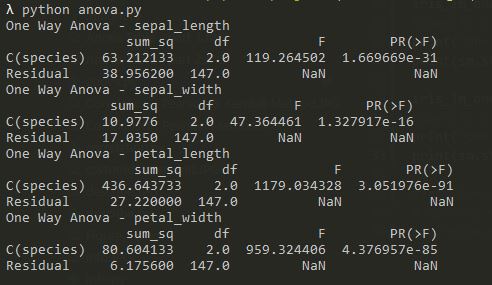 λ python anova.py
One Way Anova - sepal_length
sum_sq df F PR(>F)
C(species) 63.212133 2.0 119.264502 1.669669e-31
Residual 38.956200 147.0 NaN NaN
One Way Anova - sepal_width
sum_sq df F PR(>F)
C(species) 10.9776 2.0 47.364461 1.327917e-16
Residual 17.0350 147.0 NaN NaN
One Way Anova - petal_length
sum_sq df F PR(>F)
C(species) 436.643733 2.0 1179.034328 3.051976e-91
Residual 27.220000 147.0 NaN NaN
One Way Anova - petal_width
sum_sq df F PR(>F)
C(species) 80.604133 2.0 959.324406 4.376957e-85
Residual 6.175600 147.0 NaN NaN